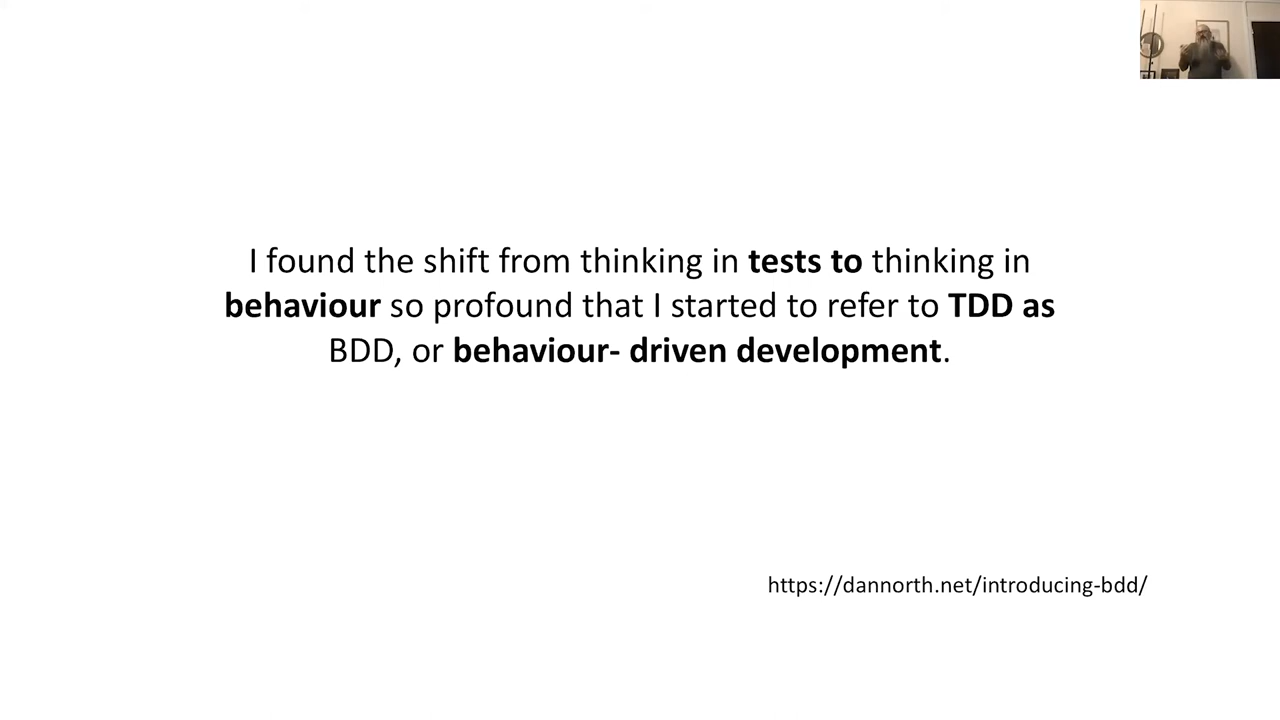 I found the shift from thinking in tests to thinking in
behaviour so profound that I started to refer to TDD as
BDD, or behaviour- driven development.
https://dannorth.net/introducing-bdd/